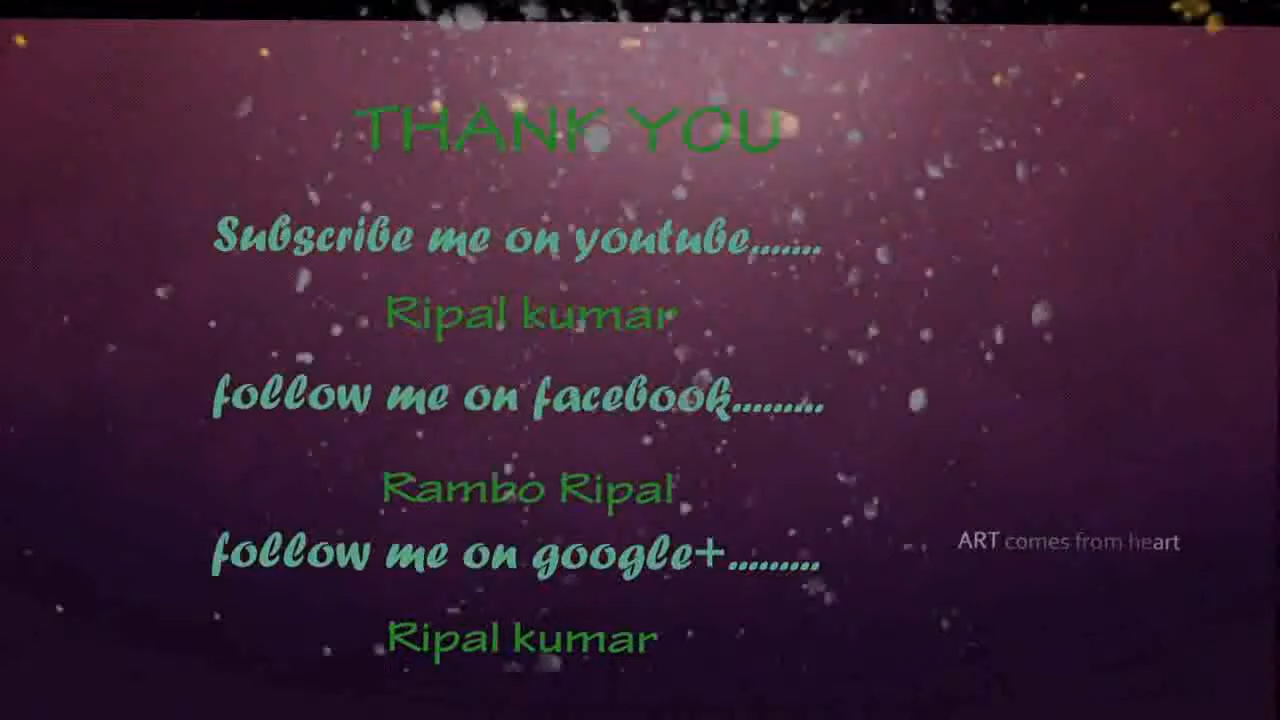 THANK YOU
Subscribe me on youtube.......
Ripal kumar
follow me on facebook.........
Rambo Ripal
follow me on google+.........
ART comes from heart
Ripal kumar